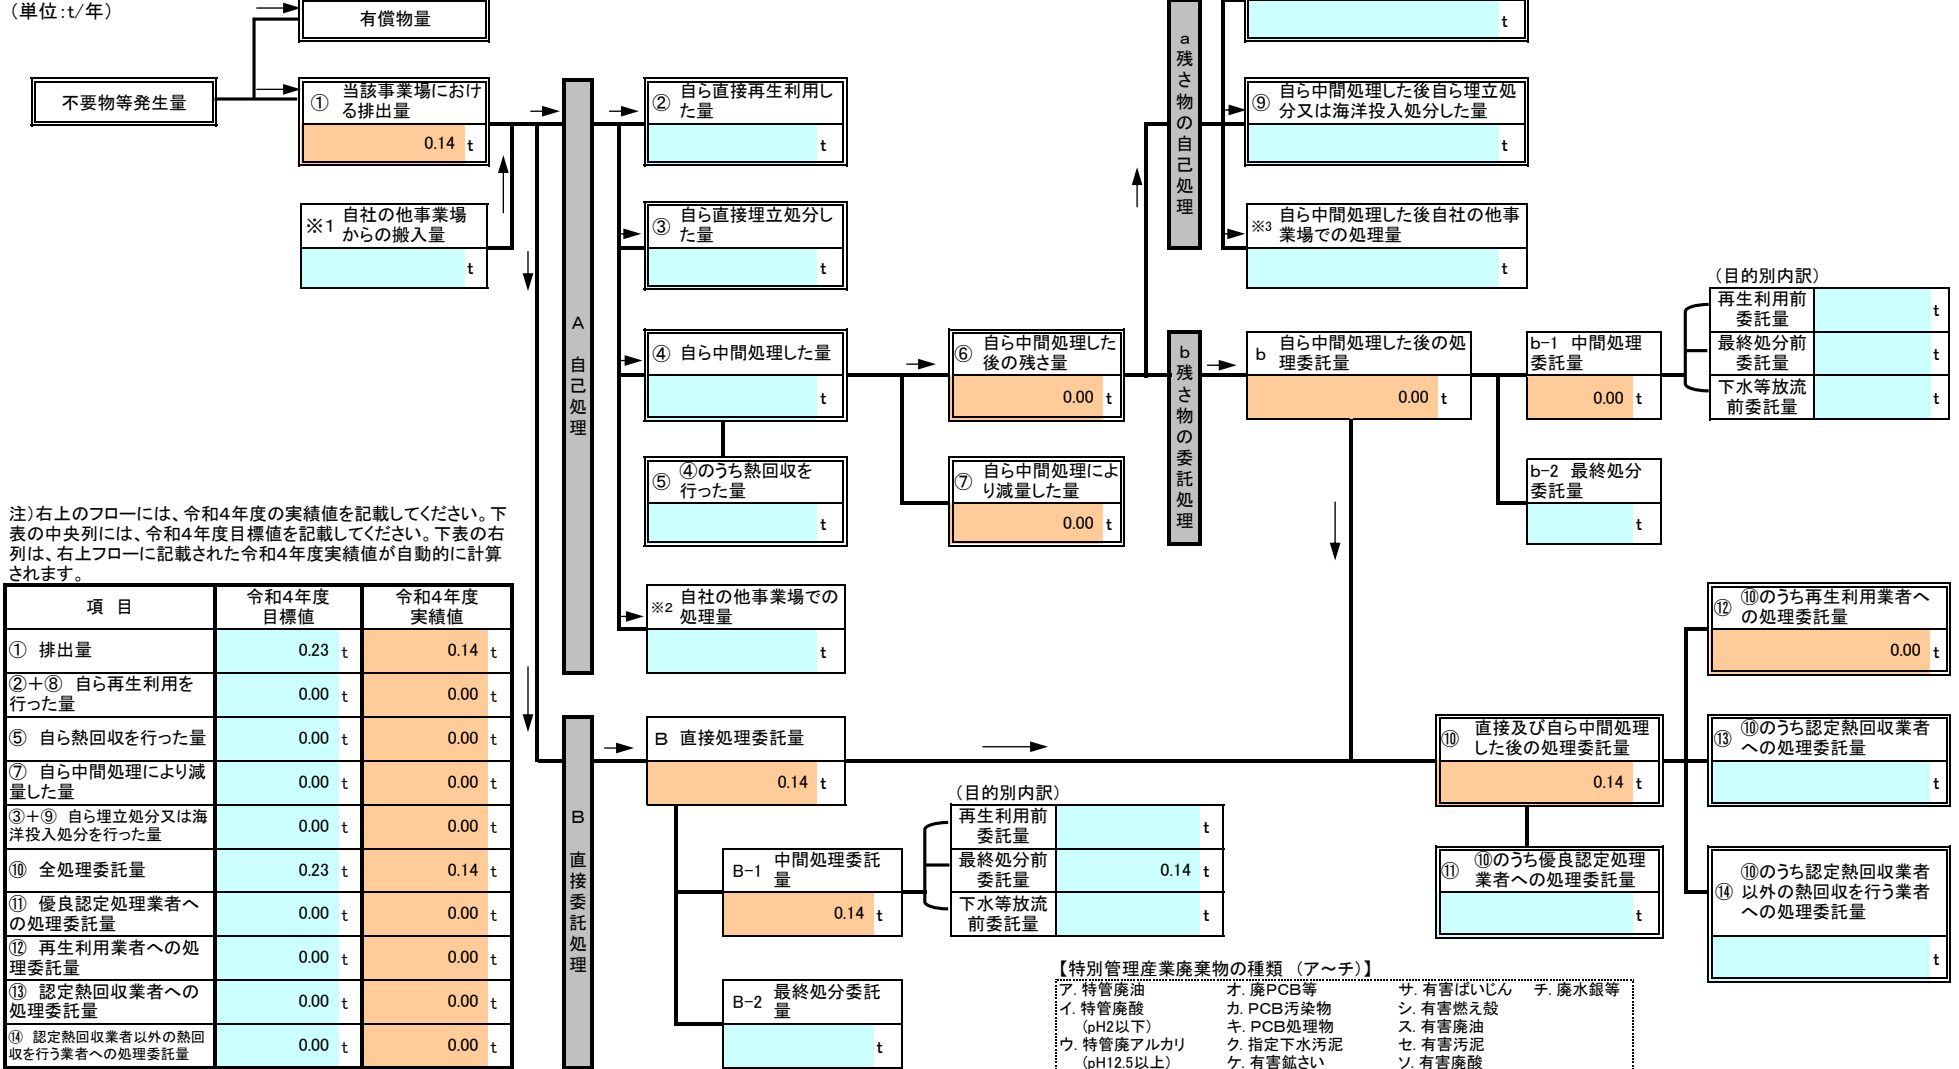 （単位:t/年）
有償物量
不要物等発生量
① 当該事業場におけ
る排出量
0.14 t
※1 自社の他事業場
からの搬入量
t
A 自己処理
② 自ら直接再生利用し
た量
t
③ 自ら直接埋立処分し
た量
t
④ 自ら中間処理した量
t
⑤ ④のうち熱回収を
行った量
t
※2 自社の他事業場での
処理量
t
⑥ 自ら中間処理した
後の残さ量
0.00 t
⑦ 自ら中間処理によ
り減量した量
0.00 t
a 残さ物の自己処理
t
⑨ 自ら中間処理した後自ら埋立処
分又は海洋投入処分した量
t
※3 自ら中間処理した後自社の他事
業場での処理量
t
b 残さ物の委託処理
b 自ら中間処理した後の処
理委託量
0.00 t
b-1 中間処理
委託量
0.00 t
b-2 最終処分
委託量
t
（目的別内訳）
再生利用前
委託量
t
最終処分前
委託量
t
下水等放流
前委託量
t
注）右上のフローには、令和4年度の実績値を記載してください。下
表の中央列には、令和4年度目標値を記載してください。下表の右
列は、右上フローに記載された令和4年度実績値が自動的に計算
されます。
項 目 令和4年度 目標値 令和4年度 実績値
① 排出量 0.23 t 0.14 t
②+⑧ 自ら再生利用を
行った量 0.00 t 0.00 t
⑤ 自ら熱回収を行った量 0.00 t 0.00 t
⑦ 自ら中間処理により減
量した量 0.00 t 0.00 t
③+⑨ 自ら埋立処分又は海
洋投入処分を行った量 0.00 t 0.00 t
⑩ 全処理委託量 0.23 t 0.14 t
⑪ 優良認定処理業者へ
の処理委託量 0.00 t 0.00 t
⑫ 再生利用業者への処
理委託量 0.00 t 0.00 t
⑬ 認定熱回収業者への
処理委託量 0.00 t 0.00 t
⑭ 認定熱回収業者以外の熱回
収を行う業者への処理委託量 0.00 t 0.00 t
B 直接委託処理
B 直接処理委託量
0.14 t
B-1 中間処理委託
量
0.14 t
B-2 最終処分委託
量
t
（目的別内訳）
再生利用前
委託量
t
最終処分前
委託量
0.14 t
下水等放流
前委託量
t
⑩ 直接及び自ら中間処理
した後の処理委託量
0.14 t
⑪ ⑩のうち優良認定処理
業者への処理委託量
t
⑫ ⑩のうち再生利用業者へ
の処理委託量
0.00 t
⑬ ⑩のうち認定熱回収業者
への処理委託量
t
⑭ ⑩のうち認定熱回収業者
以外の熱回収を行う業者
への処理委託量
t
【特別管理産業廃棄物の種類 （ア～チ）】
ア. 特管廃油 オ. 廃PCB等 サ. 有害ばいじん チ. 廃水銀等
イ. 特管廃酸 カ. PCB汚染物 シ. 有害燃え殻
（pH2以下） キ. PCB処理物 ス. 有害廃油
ウ. 特管廃アルカリ ク. 指定下水汚泥 セ. 有害汚泥
（pH12.5以上） ケ. 有害鉱さい ソ. 有害廃酸